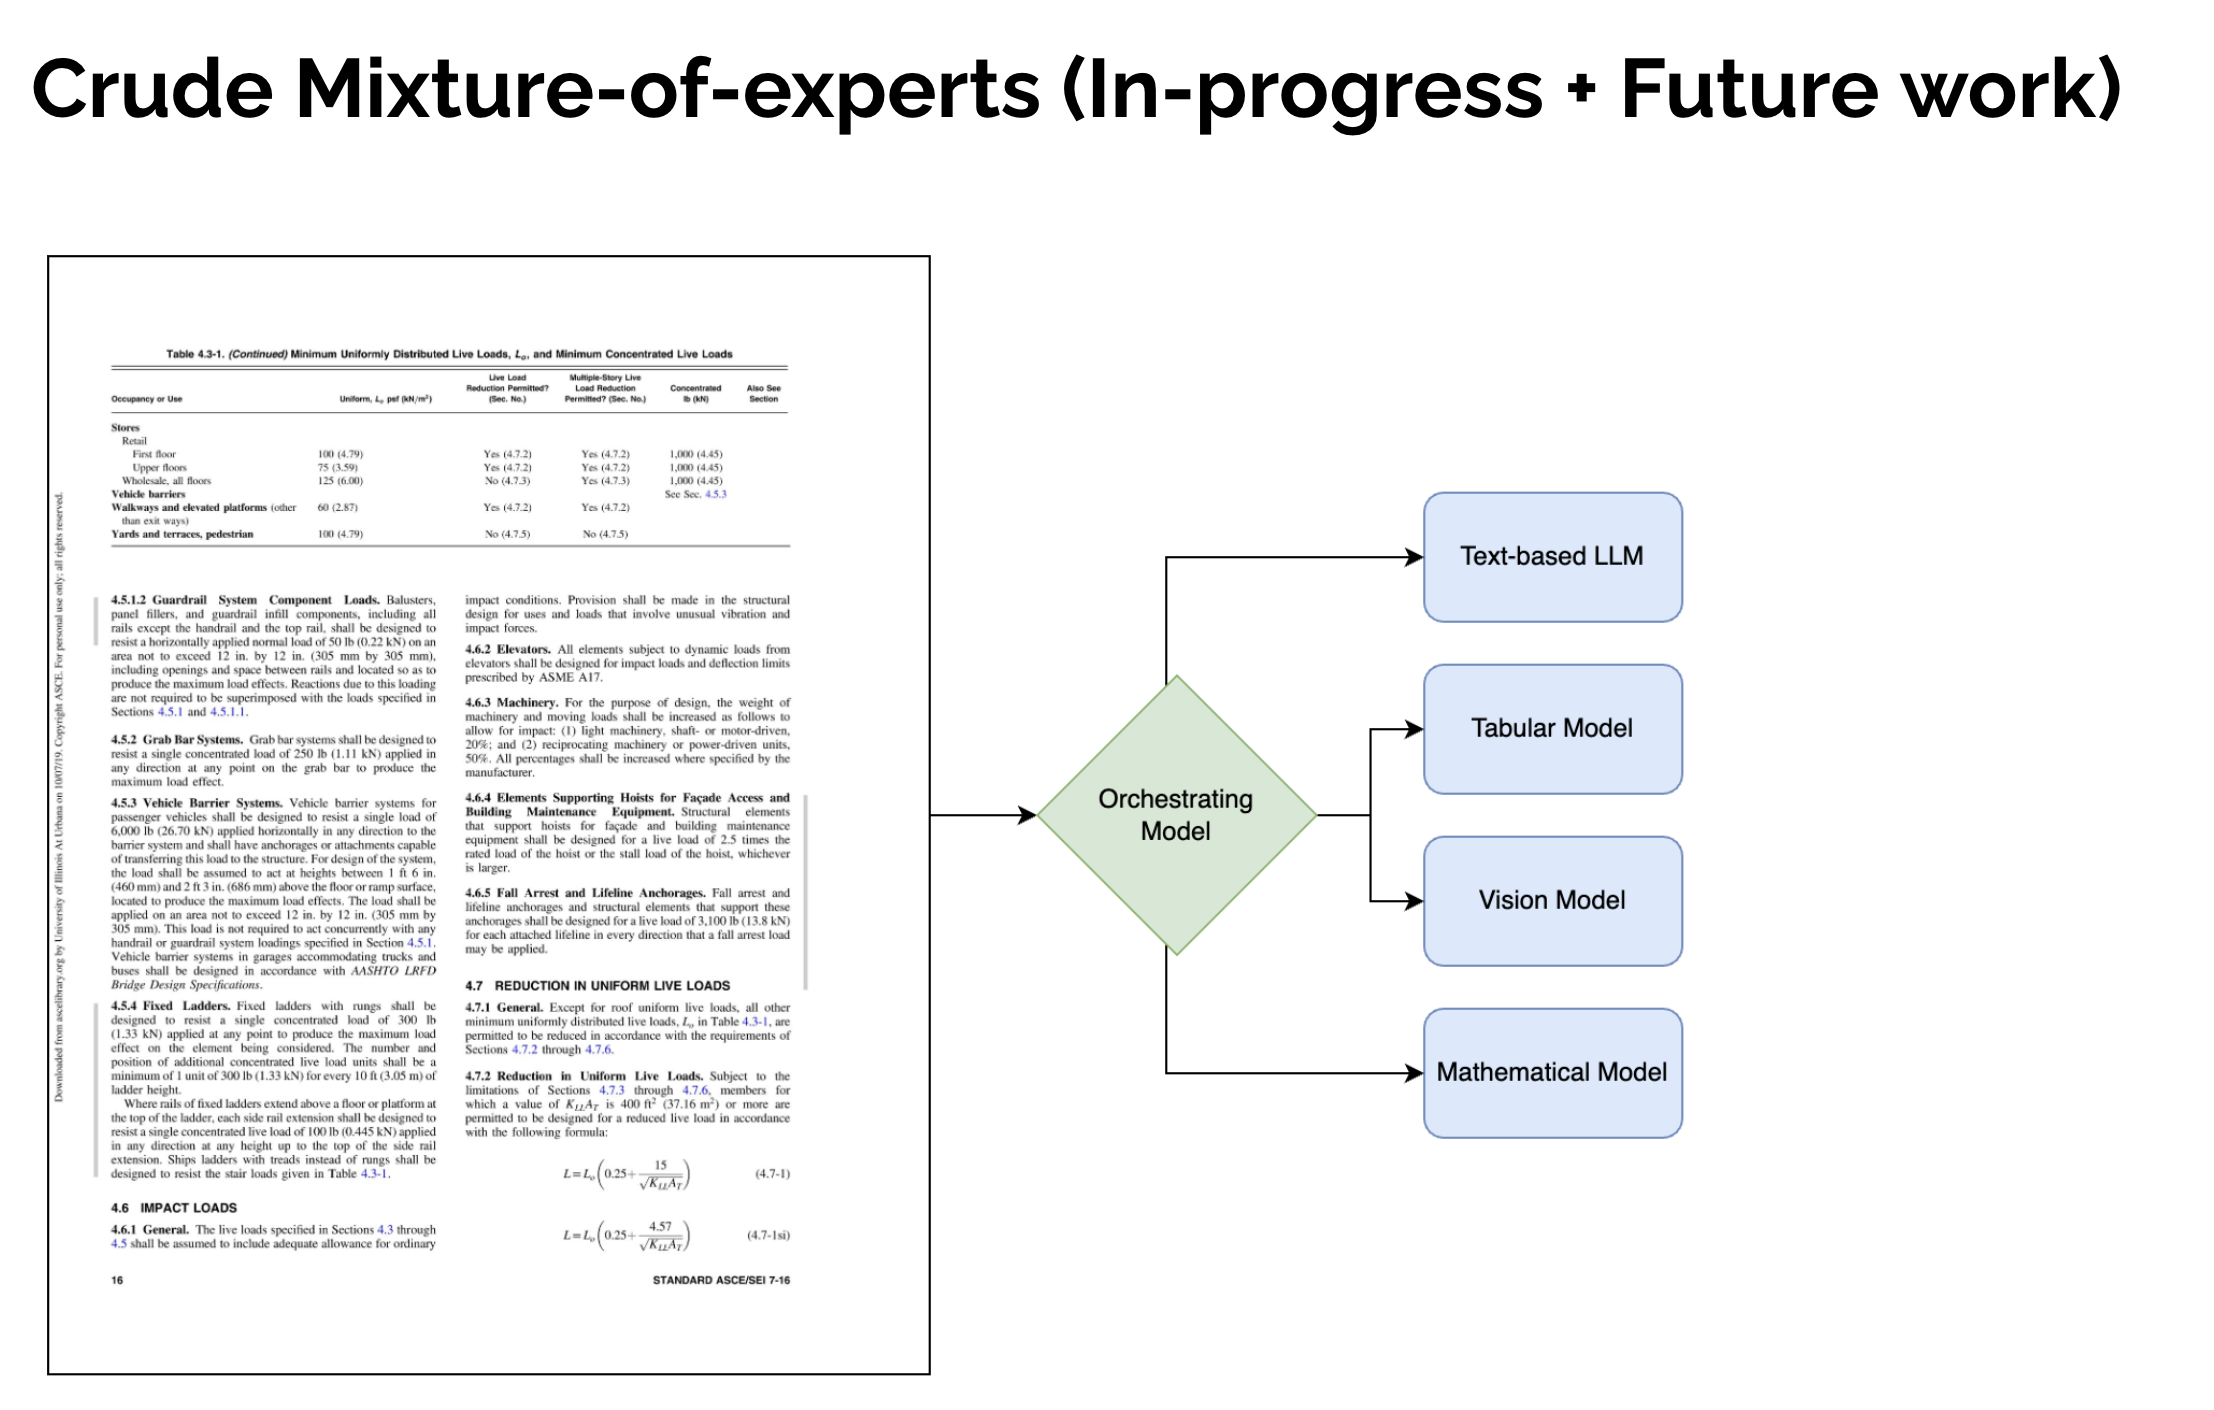 Crude Mixture-of-experts (In-progress + Future work)
Table 4.3-1. (Continued) Minimum Uniformly Distributed Live Loads, Lo, and Minimum Concentrated Live Loads
Occupancy or Use Uniform, Lo psf (kN/m²) Live Load Reduction Permitted? (Sec. No.) Multiple-Story Live Load Reduction Permitted? (Sec. No.) Concentrated lb (kN) Also See Section
Stores
Retail
First floor 100 (4.79) Yes (4.7.2) Yes (4.7.2) 1,000 (4.45)
Upper floors 75 (3.59) Yes (4.7.2) Yes (4.7.2) 1,000 (4.45)
Wholesale, all floors 125 (6.00) No (4.7.3) Yes (4.7.3) 1,000 (4.45)
Vehicle barriers See Sec. 4.5.3
Walkways and elevated platforms (other 60 (2.87) Yes (4.7.2) Yes (4.7.2)
than exit ways)
Yards and terraces, pedestrian 100 (4.79) No (4.7.5) No (4.7.5)
4.5.1.2 Guardrail System Component Loads. Balusters,
panel fillers, and guardrail infill components, including all
rails except the handrail and the top rail, shall be designed to
resist a horizontally applied normal load of 50 lb (0.22 kN) on an
area not to exceed 12 in. by 12 in. (305 mm by 305 mm),
including openings and space between rails and located so as to
produce the maximum load effects. Reactions due to this loading
are not required to be superimposed with the loads specified in
Sections 4.5.1 and 4.5.1.1.
4.5.2 Grab Bar Systems. Grab bar systems shall be designed to
resist a single concentrated load of 250 lb (1.11 kN) applied in
any direction at any point on the grab bar to produce the
maximum load effect.
4.5.3 Vehicle Barrier Systems. Vehicle barrier systems for
passenger vehicles shall be designed to resist a single load of
6,000 lb (26.70 kN) applied horizontally in any direction to the
barrier system and shall have anchorages or attachments capable
of transferring this load to the structure. For design of the system,
the load shall be assumed to act at heights between 1 ft 6 in.
(460 mm) and 2 ft 3 in. (686 mm) above the floor or ramp surface,
located to produce the maximum load effects. The load shall be
applied on an area not to exceed 12 in. by 12 in. (305 mm by
305 mm). This load is not required to act concurrently with any
handrail or guardrail system loadings specified in Section 4.5.1.
Vehicle barrier systems in garages accommodating trucks and
buses shall be designed in accordance with AASHTO LRFD
Bridge Design Specifications.
4.5.4 Fixed Ladders. Fixed ladders with rungs shall be
designed to resist a single concentrated load of 300 lb
(1.33 kN) applied at any point to produce the maximum load
effect on the element being considered. The number and
position of additional concentrated live load units shall be a
minimum of 1 unit of 300 lb (1.33 kN) for every 10 ft (3.05 m) of
ladder height.
Where rails of fixed ladders extend above a floor or platform at
the top of the ladder, each side rail extension shall be designed to
resist a single concentrated live load of 100 lb (0.445 kN) applied
in any direction at any height up to the top of the side rail
extension. Ships ladders with treads instead of rungs shall be
designed to resist the stair loads given in Table 4.3-1.
4.6 IMPACT LOADS
4.6.1 General. The live loads specified in Sections 4.3 through
4.5 shall be assumed to include adequate allowance for ordinary
impact conditions. Provision shall be made in the structural
design for uses and loads that involve unusual vibration and
impact forces.
4.6.2 Elevators. All elements subject to dynamic loads from
elevators shall be designed for impact loads and deflection limits
prescribed by ASME A17.
4.6.3 Machinery. For the purpose of design, the weight of
machinery and moving loads shall be increased as follows to
allow for impact: (1) light machinery, shaft- or motor-driven,
20%; and (2) reciprocating machinery or power-driven units,
50%. All percentages shall be increased where specified by the
manufacturer.
4.6.4 Elements Supporting Hoists for Façade Access and
Building Maintenance Equipment. Structural elements
that support hoists for façade and building maintenance
equipment shall be designed for a live load of 2.5 times the
rated load of the hoist or the stall load of the hoist, whichever
is larger.
4.6.5 Fall Arrest and Lifeline Anchorages. Fall arrest and
lifeline anchorages and structural elements that support these
anchorages shall be designed for a live load of 3,100 lb (13.8 kN)
for each attached lifeline in every direction that a fall arrest load
may be applied.
4.7 REDUCTION IN UNIFORM LIVE LOADS
4.7.1 General. Except for roof uniform live loads, all other
minimum uniformly distributed live loads, Lo in Table 4.3-1, are
permitted to be reduced in accordance with the requirements of
Sections 4.7.2 through 4.7.6.
4.7.2 Reduction in Uniform Live Loads. Subject to the
limitations of Sections 4.7.3 through 4.7.6, members for
which a value of KLLAT is 400 ft² (37.16 m²) or more are
permitted to be designed for a reduced live load in accordance
with the following formula:
L=Lo(0.25+15/√KLLAT) (4.7-1)
L=Lo(0.25+4.57/√KLLAT) (4.7-1si)
16 STANDARD ASCE/SEI 7-16
Downloaded from ascelibrary.org by University of Illinois At Urbana on 10/07/19. Copyright ASCE. For personal use only; all rights reserved.
Orchestrating
Model
Text-based LLM
Tabular Model
Vision Model
Mathematical Model